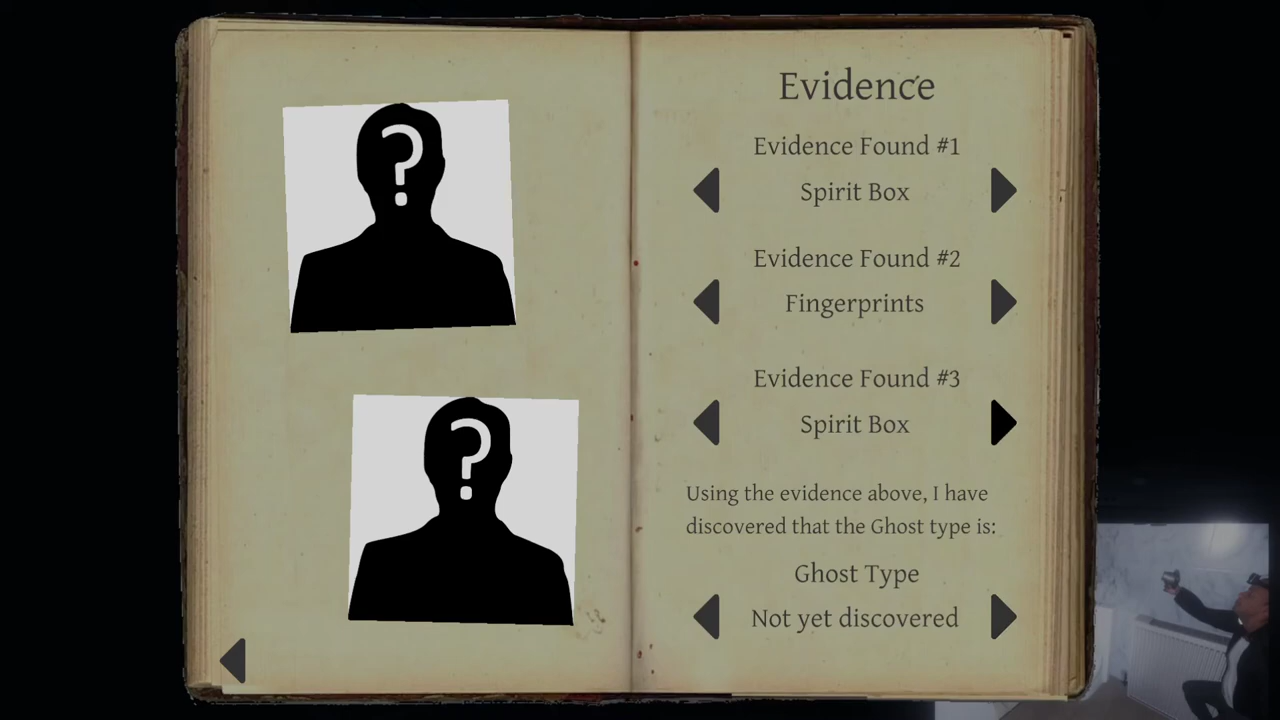 Evidence
Evidence Found #1
Spirit Box
Evidence Found #2
Fingerprints
Evidence Found #3
Spirit Box
Using the evidence above, I have
discovered that the Ghost type is:
Ghost Type
Not yet discovered